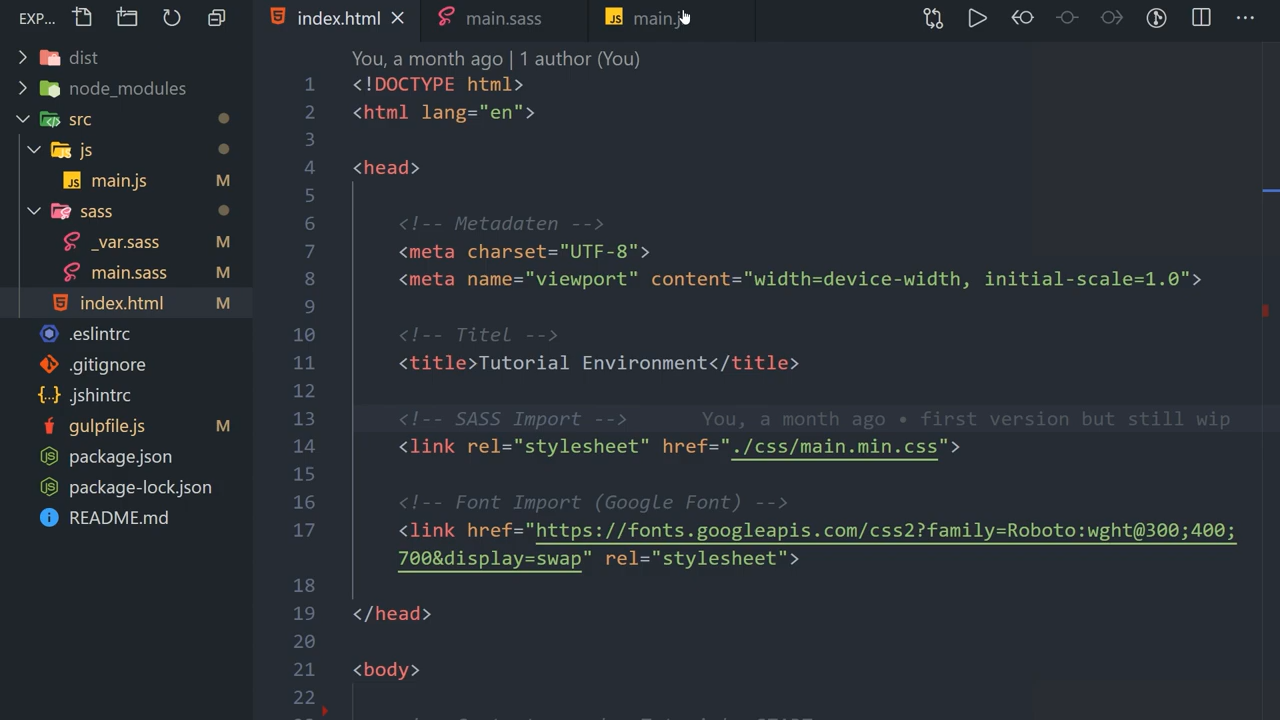 EXP...
index.html
main.sass
main.j
dist
node_modules
src
js
main.js M
sass
_var.sass M
main.sass M
index.html M
.eslintrc
.gitignore
.jshintrc
gulpfile.js M
package.json
package-lock.json
README.md
You, a month ago | 1 author (You)
1 <!DOCTYPE html>
2 <html lang="en">
3
4 <head>
5
6 <!-- Metadaten -->
7 <meta charset="UTF-8">
8 <meta name="viewport" content="width=device-width, initial-scale=1.0">
9
10 <!-- Titel -->
11 <title>Tutorial Environment</title>
12
13 <!-- SASS Import --> You, a month ago • first version but still wip
14 <link rel="stylesheet" href="./css/main.min.css">
15
16 <!-- Font Import (Google Font) -->
17 <link href="https://fonts.googleapis.com/css2?family=Roboto:wght@300;400;
700&display=swap" rel="stylesheet">
18
19 </head>
20
21 <body>
22